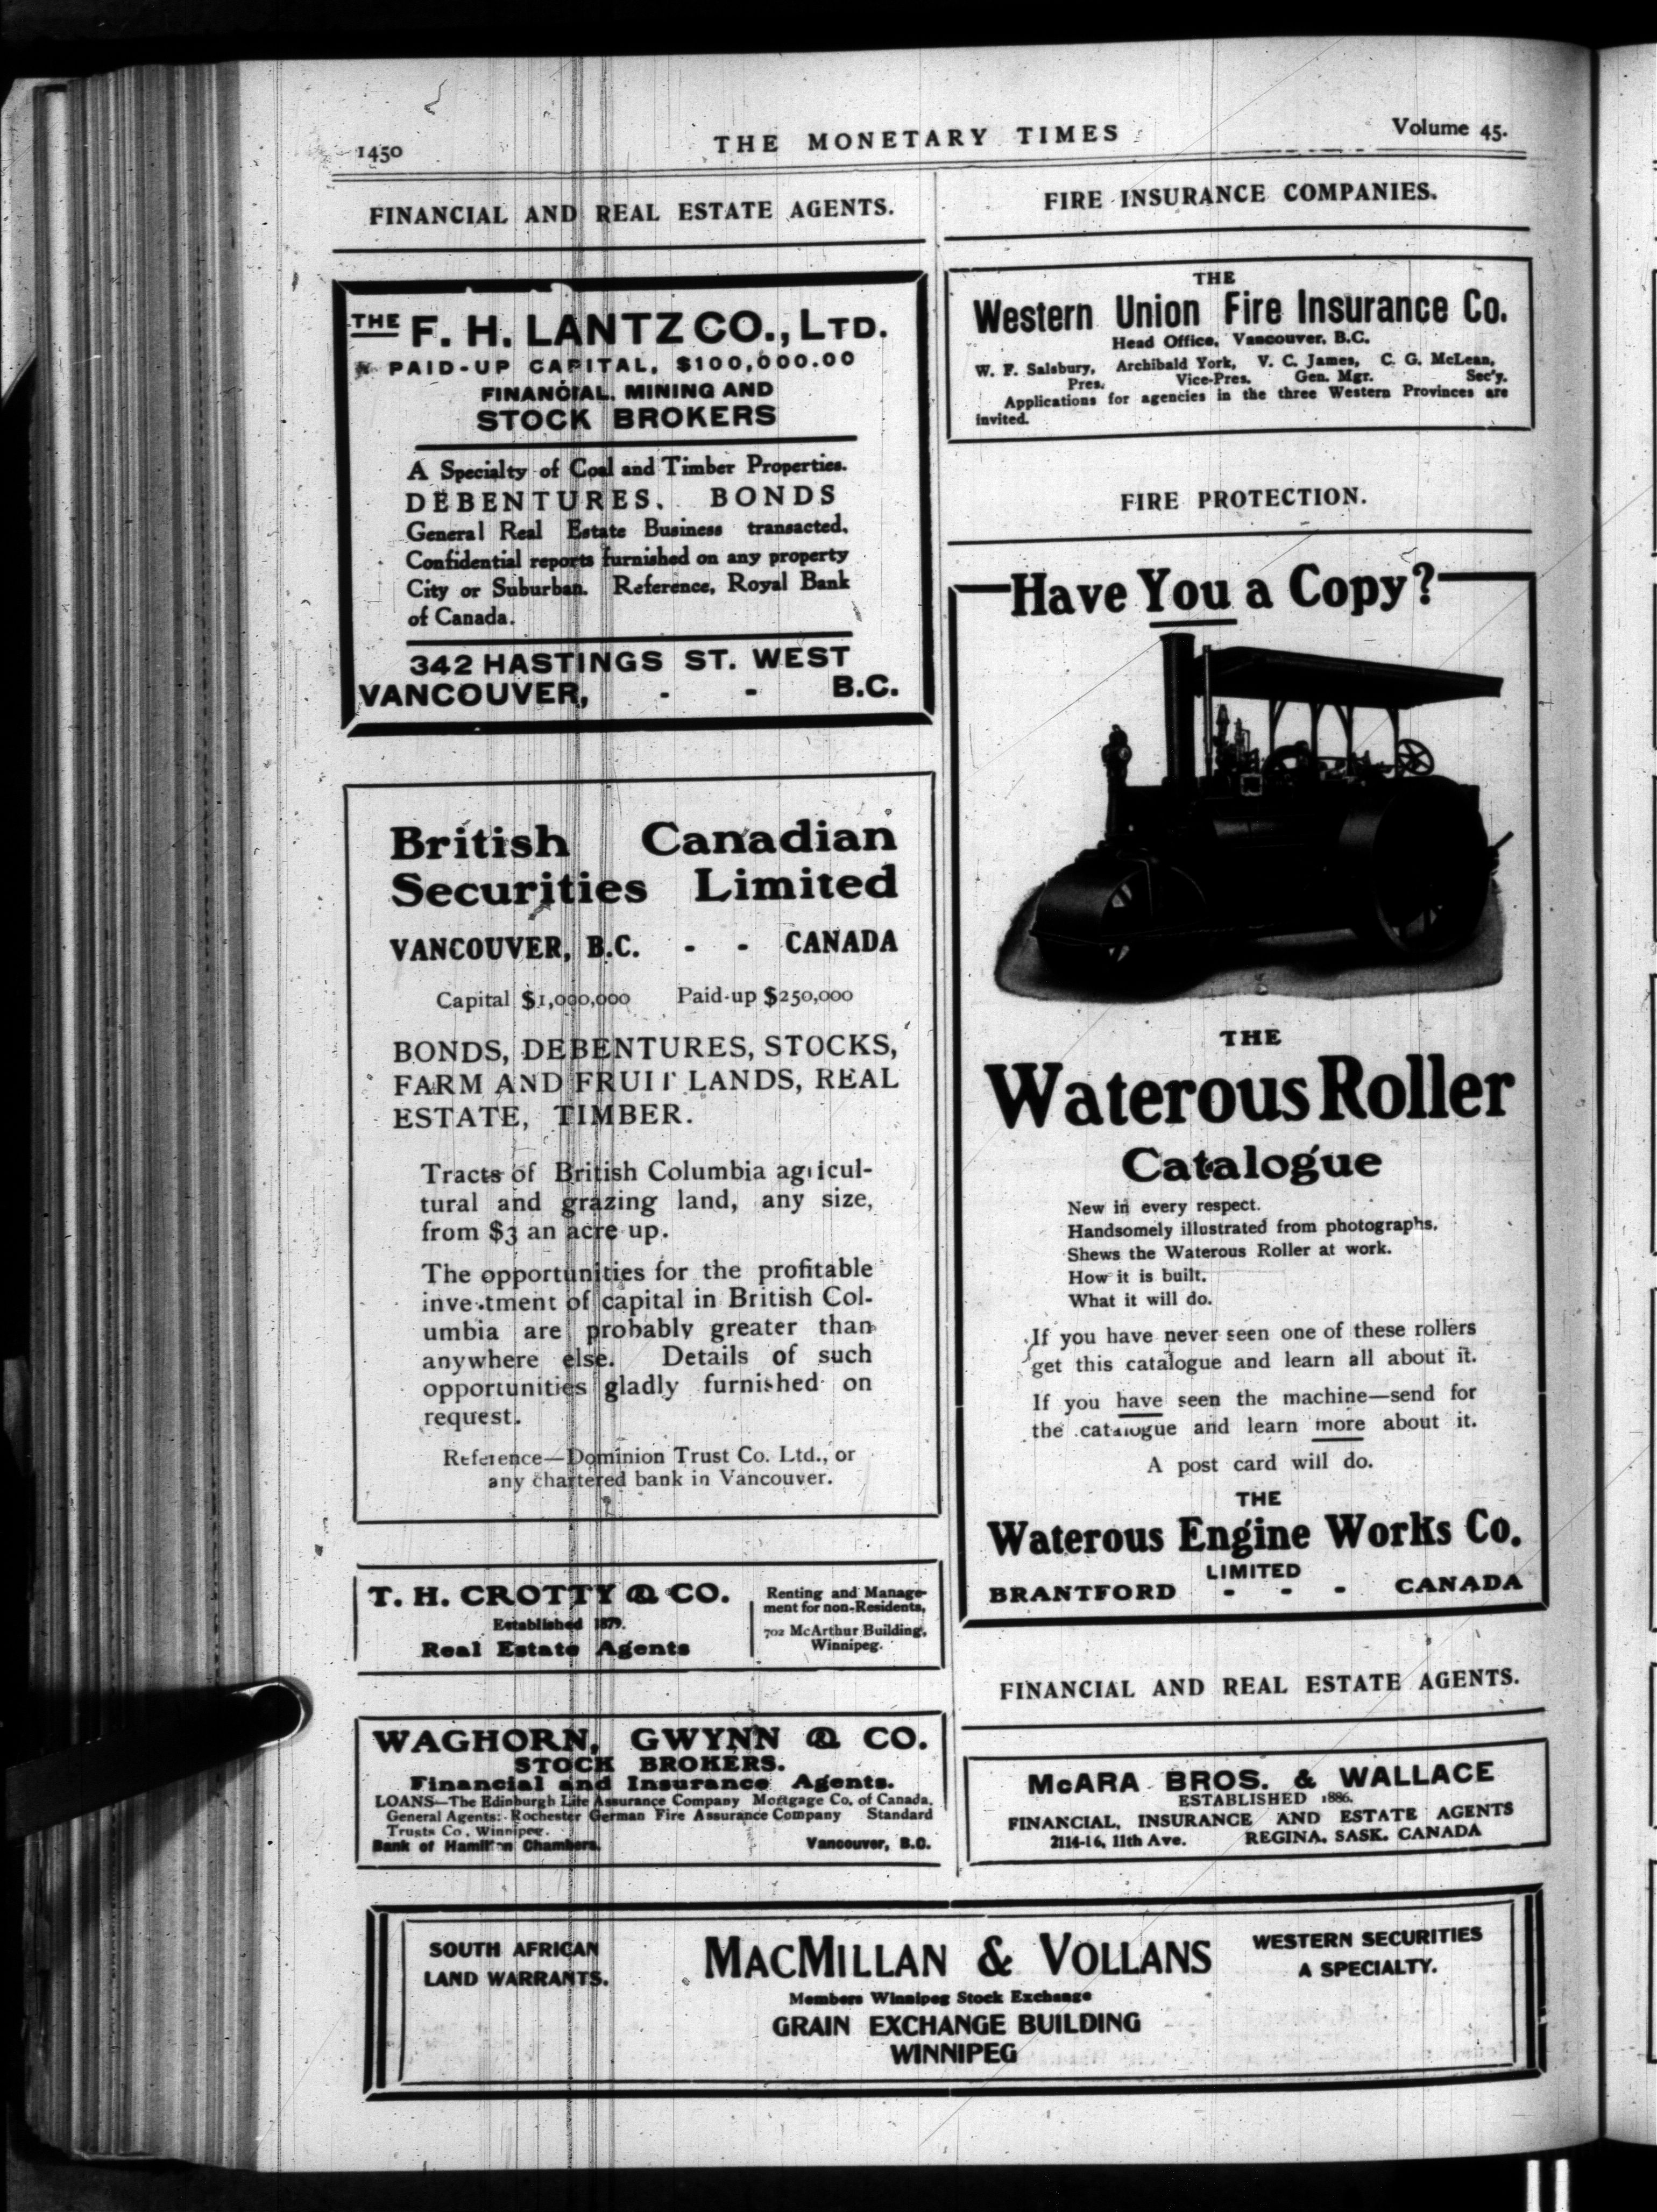 1450
THE MONETARY TIMES
Volume 45.
FINANCIAL AND REAL ESTATE AGENTS.
THE F. H. LANTZ CO., LTD.
PAID-UP CAPITAL, $100,000.00
FINANCIAL, MINING AND
STOCK BROKERS
A Specialty of Coal and Timber Properties.
DEBENTURES, BONDS
General Real Estate Business transacted.
Confidential reports furnished on any property
City or Suburban. Reference, Royal Bank
of Canada.
342 HASTINGS ST. WEST
VANCOUVER, - - B.C.
British Canadian
Securities Limited
VANCOUVER, B.C. - - CANADA
Capital $1,000,000 Paid-up $250,000
BONDS, DEBENTURES, STOCKS,
FARM AND FRUIT LANDS, REAL
ESTATE, TIMBER.
Tracts of British Columbia agricul-
tural and grazing land, any size,
from $3 an acre up.
The opportunities for the profitable
investment of capital in British Col-
umbia are probably greater than
anywhere else. Details of such
opportunities gladly furnished on
request.
Reference—Dominion Trust Co. Ltd., or
any chartered bank in Vancouver.
T. H. CROTTY & CO.
Established 1879.
Real Estate Agents
Renting and Manage-
ment for non-Residents,
702 McArthur Building,
Winnipeg.
WAGHORN, GWYNN & CO.
STOCK BROKERS.
Financial and Insurance Agents.
LOANS—The Edinburgh Life Assurance Company Mortgage Co. of Canada.
General Agents: Rochester German Fire Assurance Company Standard
Trusts Co., Winnipeg.
Bank of Hamilton Chambers. Vancouver, B.C.
FIRE INSURANCE COMPANIES.
THE
Western Union Fire Insurance Co.
Head Office, Vancouver, B.C.
W. F. Salsbury, Archibald York, V. C. James, C. G. McLean,
Pres. Vice-Pres. Gen. Mgr. Sec'y.
Applications for agencies in the three Western Provinces are
invited.
FIRE PROTECTION.
Have You a Copy?
THE
Waterous Roller
Catalogue
New in every respect.
Handsomely illustrated from photographs.
Shews the Waterous Roller at work.
How it is built.
What it will do.
If you have never seen one of these rollers
get this catalogue and learn all about it.
If you have seen the machine—send for
the catalogue and learn more about it.
A post card will do.
THE
Waterous Engine Works Co.
LIMITED
BRANTFORD - - - CANADA
FINANCIAL AND REAL ESTATE AGENTS.
McARA BROS. & WALLACE
ESTABLISHED 1886.
FINANCIAL, INSURANCE AND ESTATE AGENTS
2114-16, 11th Ave. REGINA, SASK. CANADA
SOUTH AFRICAN
LAND WARRANTS.
MACMILLAN & VOLLANS
Members Winnipeg Stock Exchange
GRAIN EXCHANGE BUILDING
WINNIPEG
WESTERN SECURITIES
A SPECIALTY.